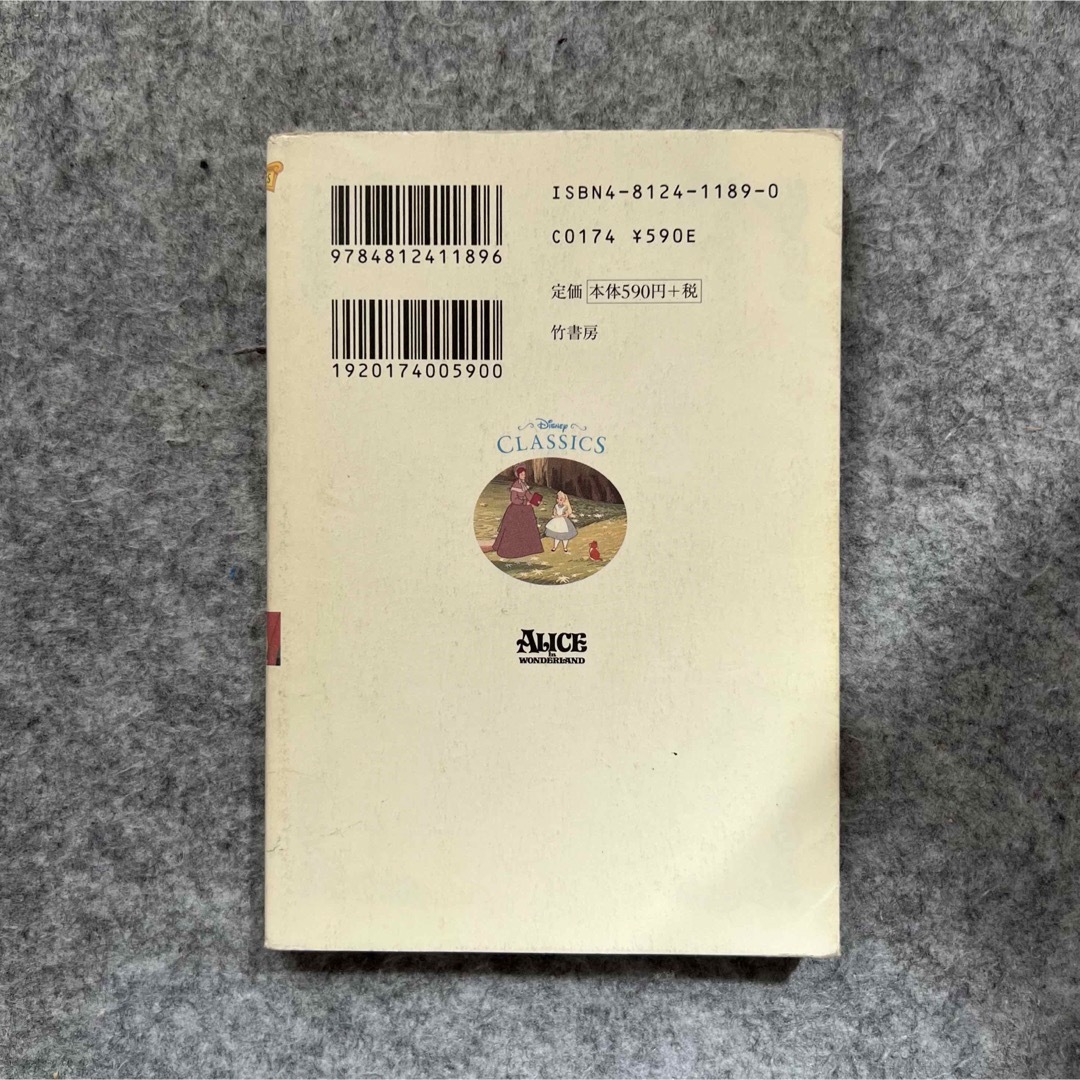 9784812411896
1920174005900
ISBN4-8124-1189-0
C0174 ¥590E
定価 本体590円+税
竹書房
Disney
CLASSICS
ALICE
in
WONDERLAND